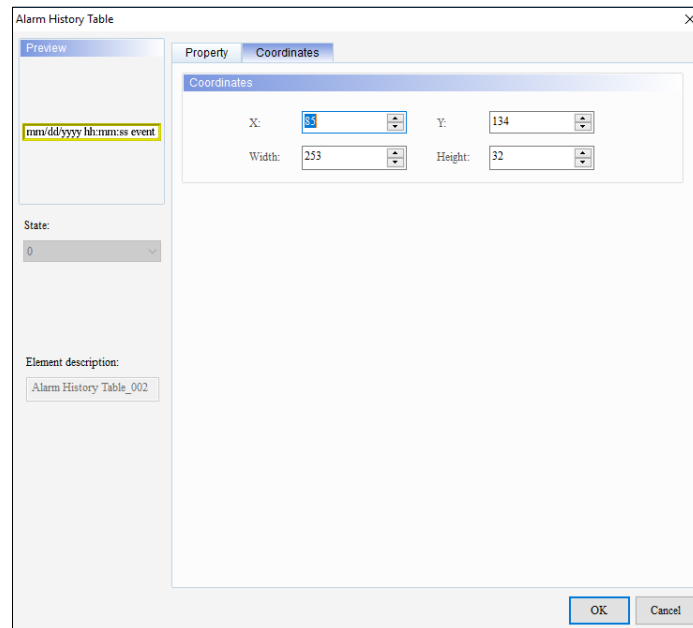 Alarm History Table
Preview
mm/dd/yyyy hh:mm:ss event
State:
0
Element description:
Alarm History Table_002
Property
Coordinates
Coordinates
X:
85
Y:
134
Width:
253
Height:
32
OK
Cancel